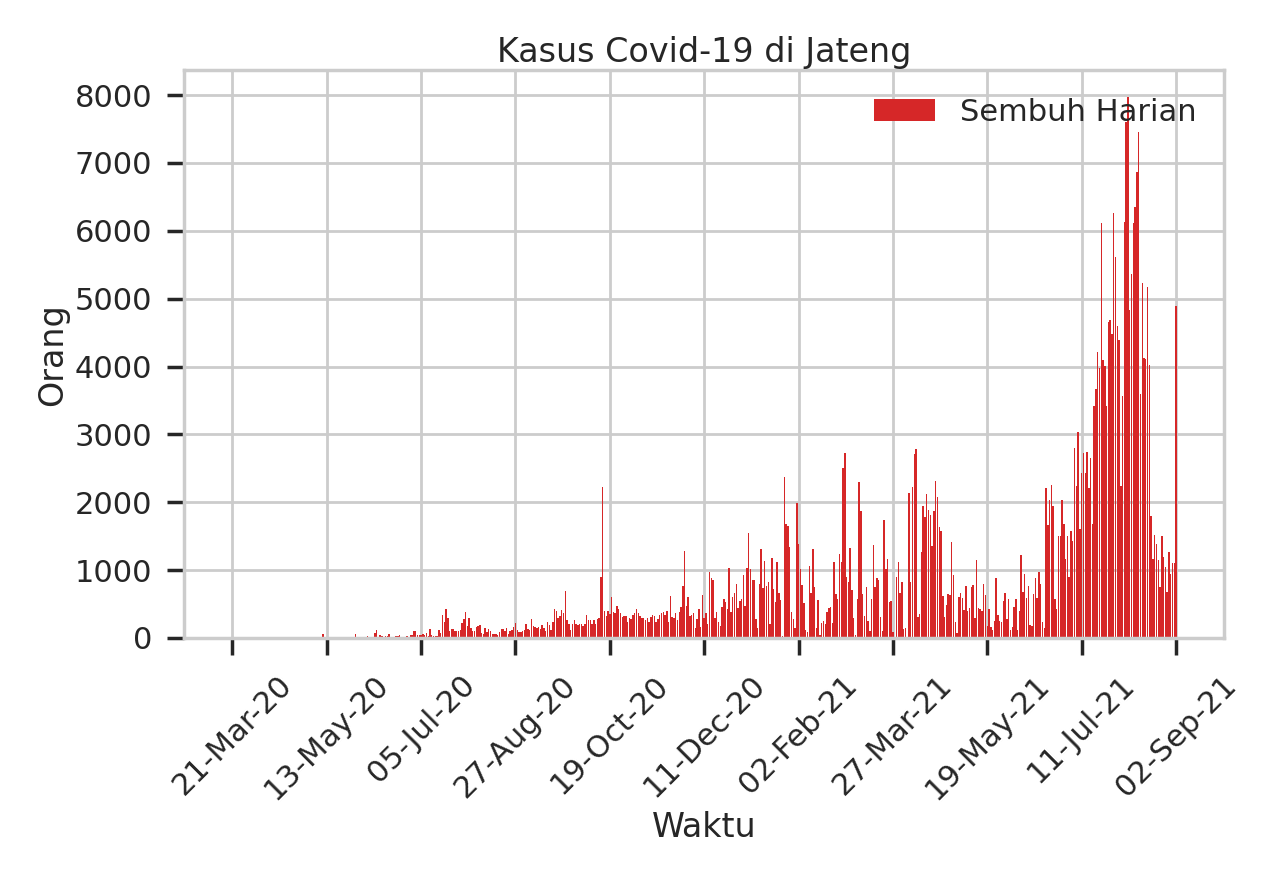 Kasus Covid-19 di Jateng
Sembuh Harian
8000
7000
6000
5000
4000
3000
2000
1000
0
Orang
21-Mar-20
13-May-20
05-Jul-20
27-Aug-20
19-Oct-20
11-Dec-20
02-Feb-21
27-Mar-21
19-May-21
11-Jul-21
02-Sep-21
Waktu